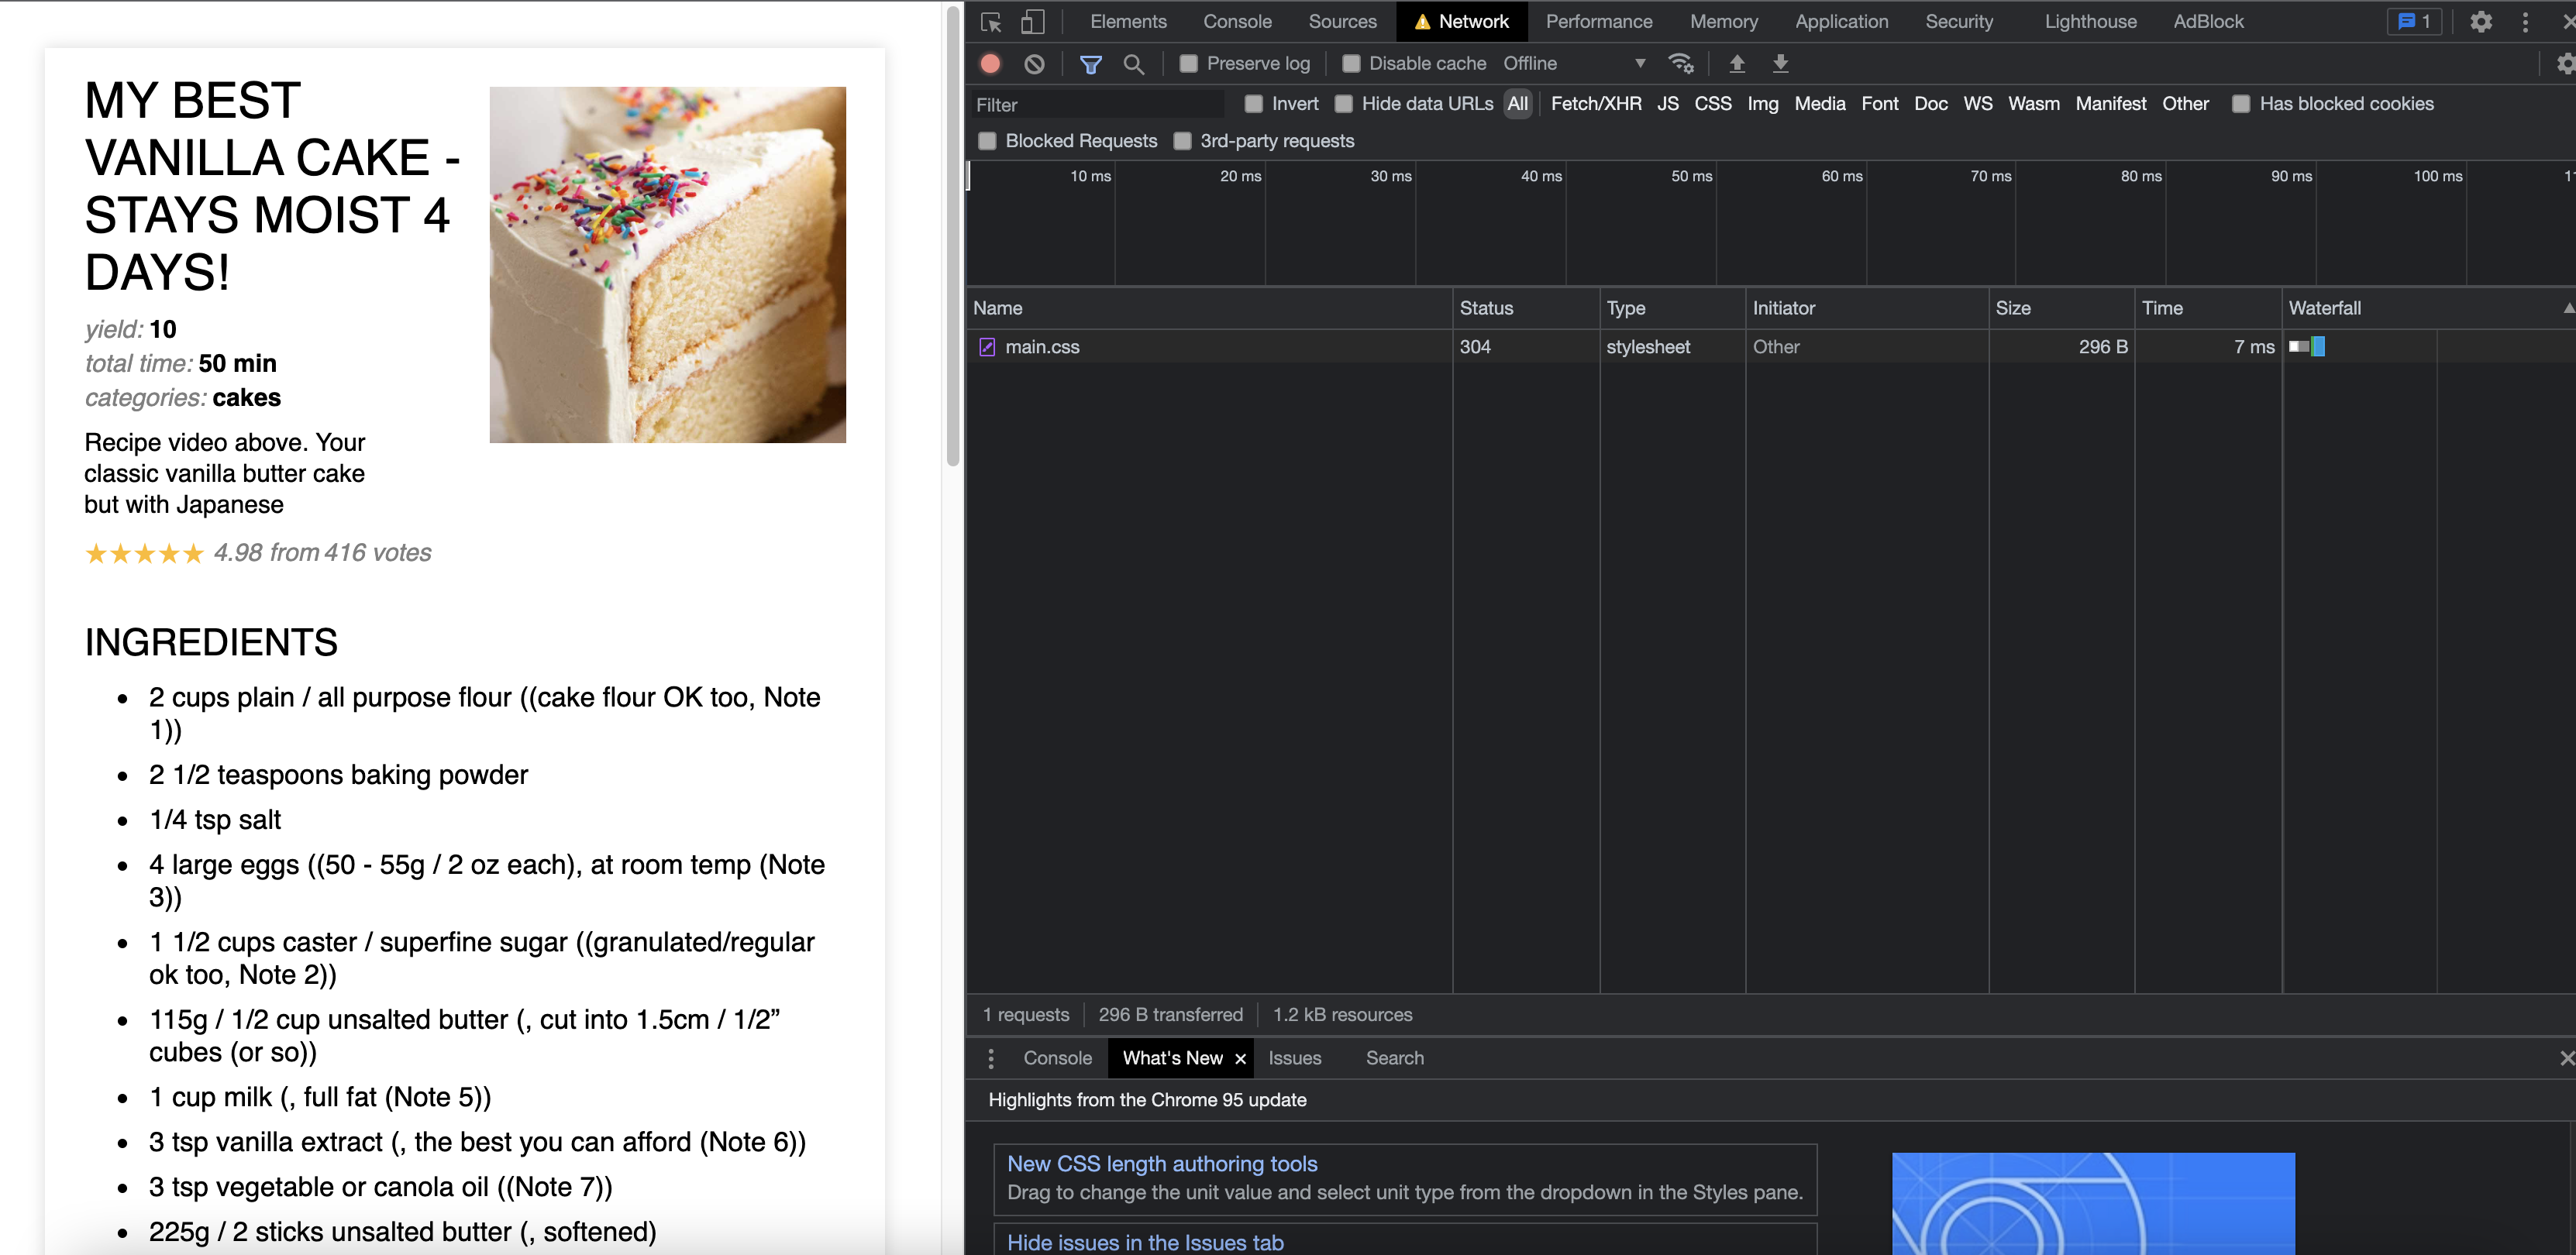 MY BEST
VANILLA CAKE -
STAYS MOIST 4
DAYS!
yield: 10
total time: 50 min
categories: cakes
Recipe video above. Your
classic vanilla butter cake
but with Japanese
★★★★★ 4.98 from 416 votes
INGREDIENTS
• 2 cups plain / all purpose flour ((cake flour OK too, Note
1))
• 2 1/2 teaspoons baking powder
• 1/4 tsp salt
• 4 large eggs ((50 - 55g / 2 oz each), at room temp (Note
3))
• 1 1/2 cups caster / superfine sugar ((granulated/regular
ok too, Note 2))
• 115g / 1/2 cup unsalted butter (, cut into 1.5cm / 1/2”
cubes (or so))
• 1 cup milk (, full fat (Note 5))
• 3 tsp vanilla extract (, the best you can afford (Note 6))
• 3 tsp vegetable or canola oil ((Note 7))
• 225g / 2 sticks unsalted butter (, softened)
Elements Console Sources Network Performance Memory Application Security Lighthouse AdBlock 1
Preserve log Disable cache Offline
Filter Invert Hide data URLs All Fetch/XHR JS CSS Img Media Font Doc WS Wasm Manifest Other Has blocked cookies
Blocked Requests 3rd-party requests
10 ms 20 ms 30 ms 40 ms 50 ms 60 ms 70 ms 80 ms 90 ms 100 ms
Name Status Type Initiator Size Time Waterfall
main.css 304 stylesheet Other 296 B 7 ms
1 requests 296 B transferred 1.2 kB resources
Console What's New × Issues Search
Highlights from the Chrome 95 update
New CSS length authoring tools
Drag to change the unit value and select unit type from the dropdown in the Styles pane.
Hide issues in the Issues tab